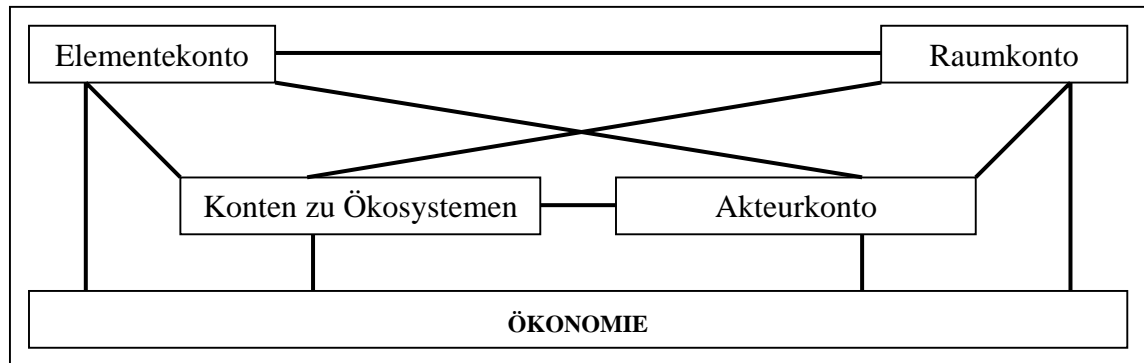 Elementekonto
Raumkonto
Konten zu Ökosystemen
Akteurkonto
ÖKONOMIE